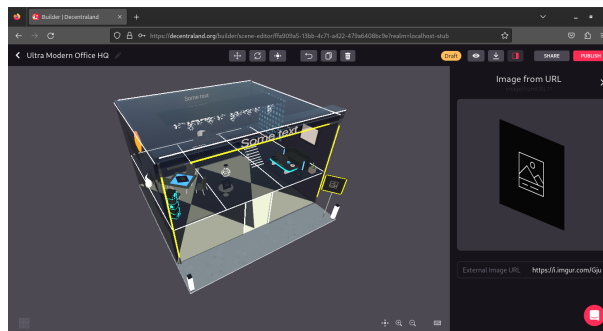 Builder | Decentraland
https://decentraland.org/builder/scene-editor/ffa909a5-13bb-4c71-a422-479a6408bc9e?realm=localhost-stub
Ultra Modern Office HQ
Draft
SHARE
PUBLISH
Image from URL
Some text
Some text
External Image URL
https://i.imgur.com/Gju